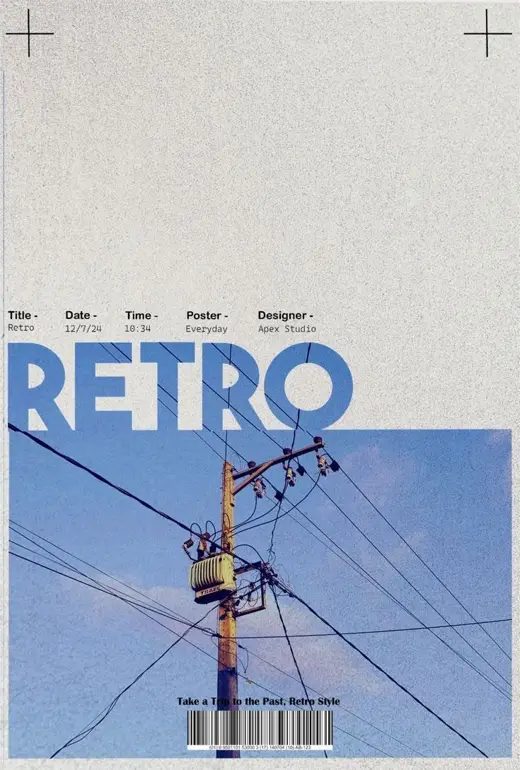 Title - Date - Time - Poster - Designer -
Retro 12/7/24 10:34 Everyday Apex Studio
RETRO
Take a Trip to the Past, Retro Style